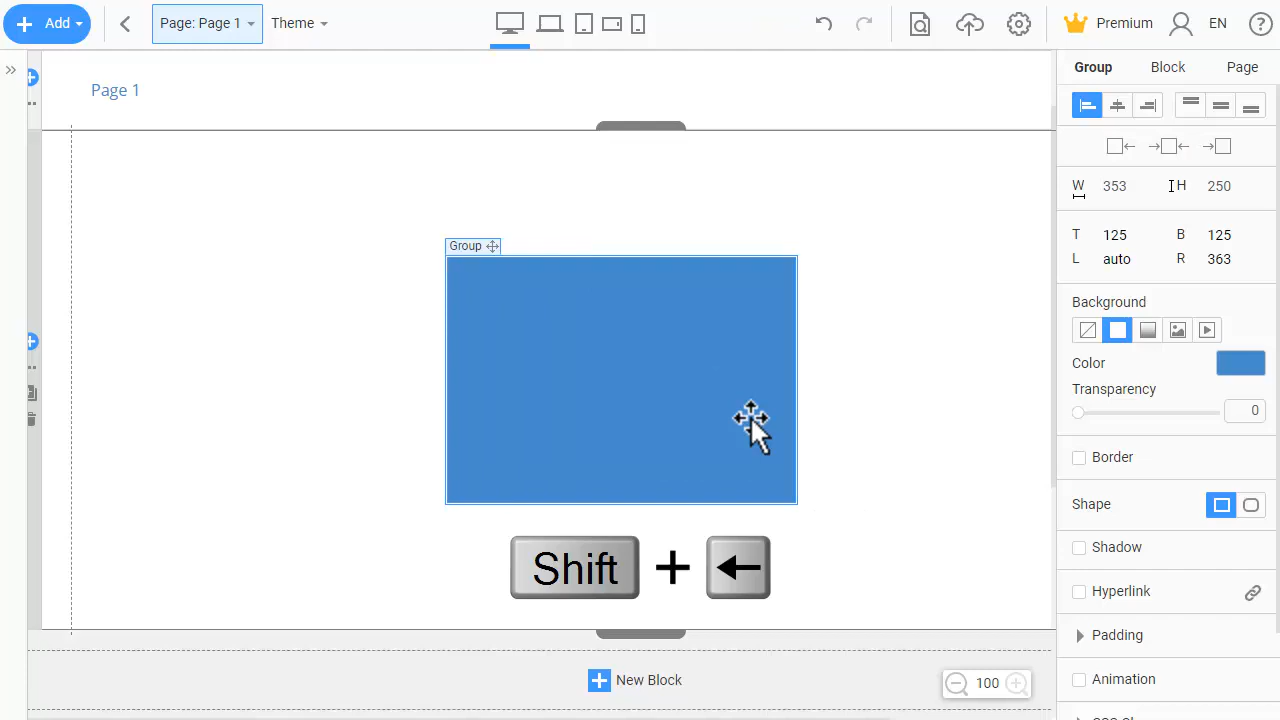 Add
Page: Page 1
Theme
Premium
EN
Page 1
Group
Block
Page
W 353
H 250
T 125
B 125
L auto
R 363
Group
Background
Color
Transparency
0
Border
Shape
Shadow
Hyperlink
Padding
Animation
Shift + ←
New Block
100